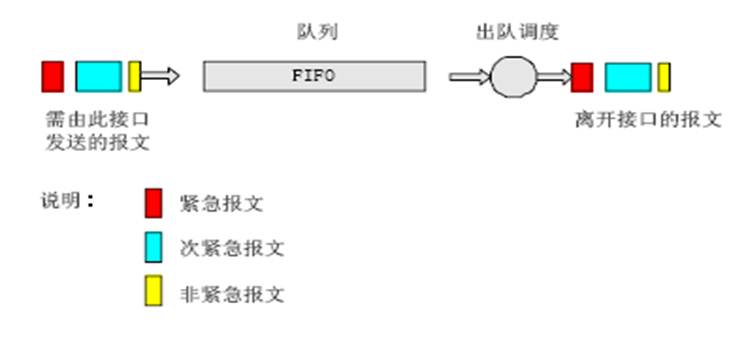 队列
出队调度
FIFO
需由此接口
发送的报文
离开接口的报文
说明：
紧急报文
次紧急报文
非紧急报文